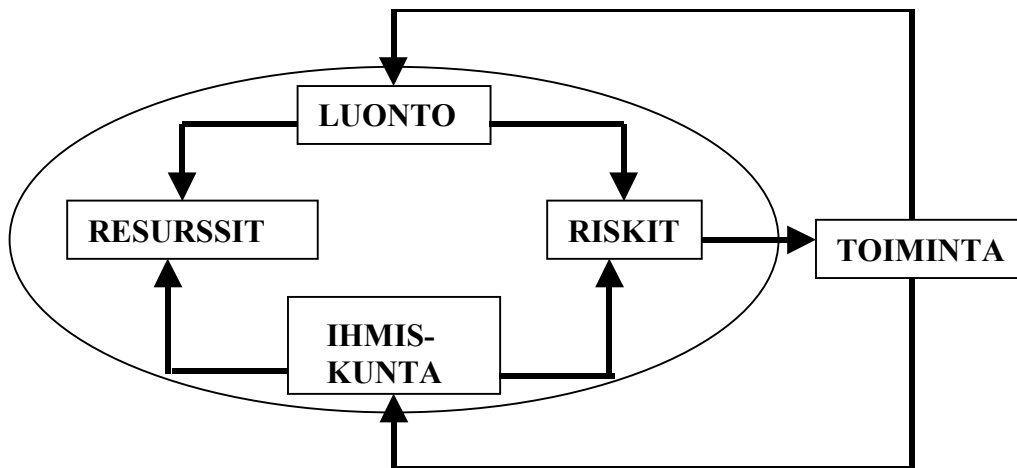 LUONTO
RESURSSIT
RISKIT
TOIMINTA
IHMIS-
KUNTA